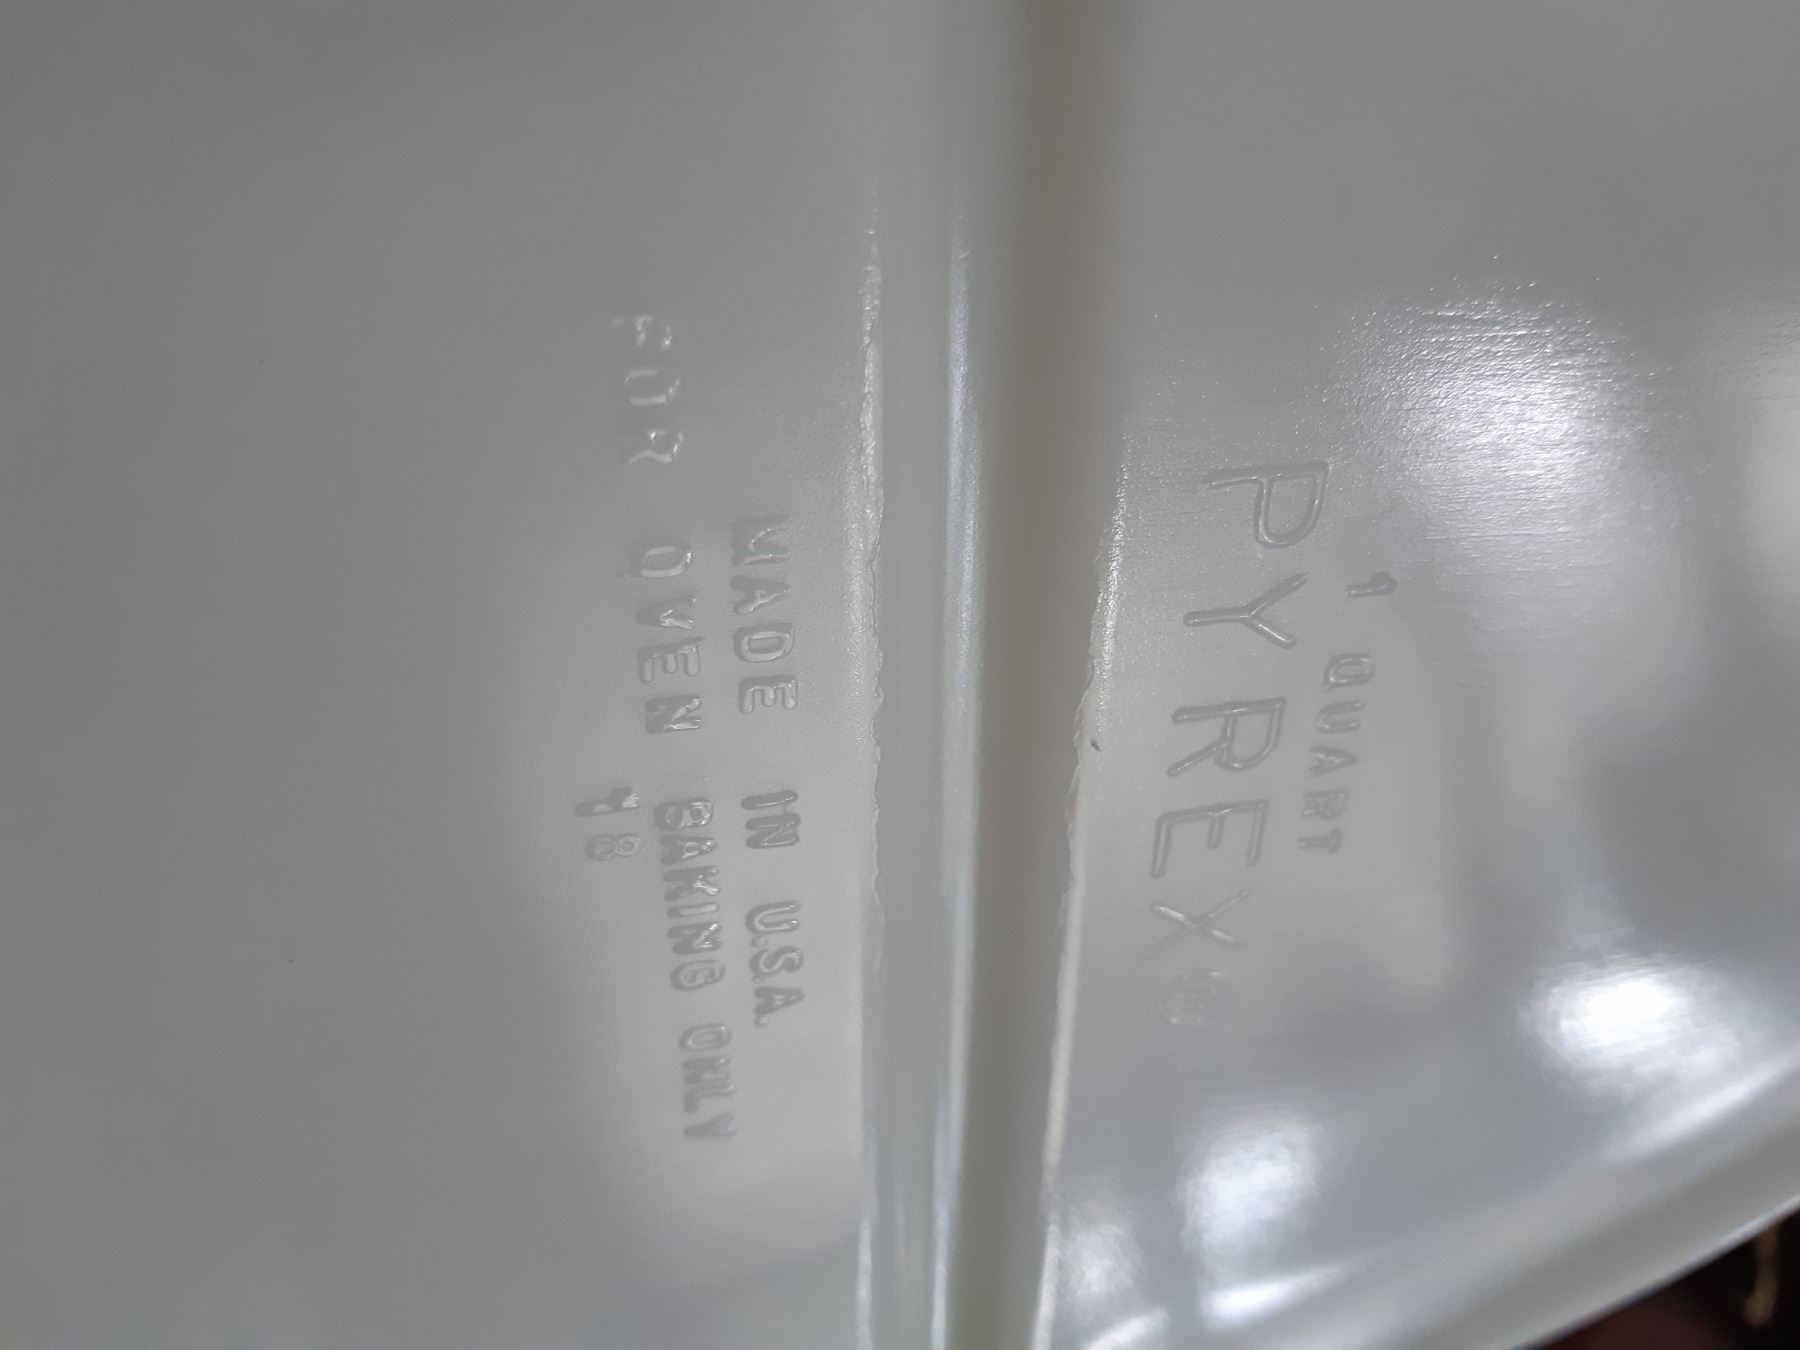 1 QUART
PYREX®
MADE IN U.S.A.
FOR OVEN BAKING ONLY
18